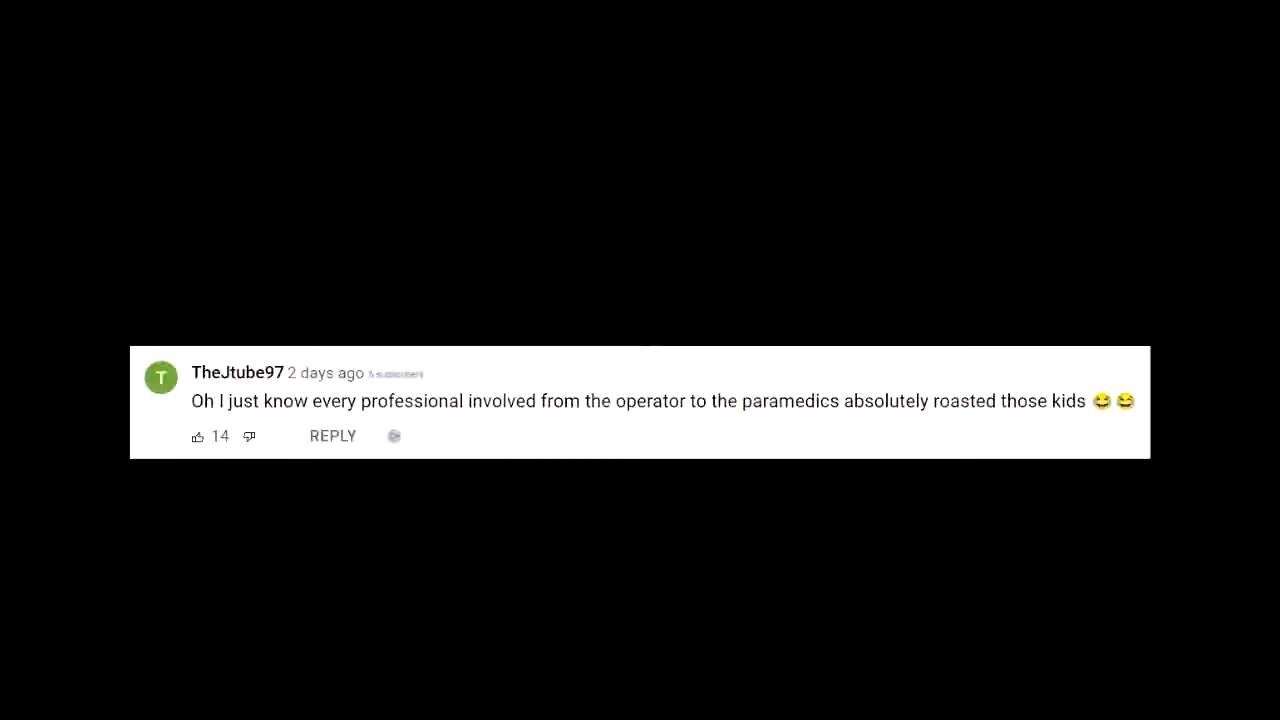 T
TheJtube97 2 days ago
Oh I just know every professional involved from the operator to the paramedics absolutely roasted those kids 😂😂
14 REPLY